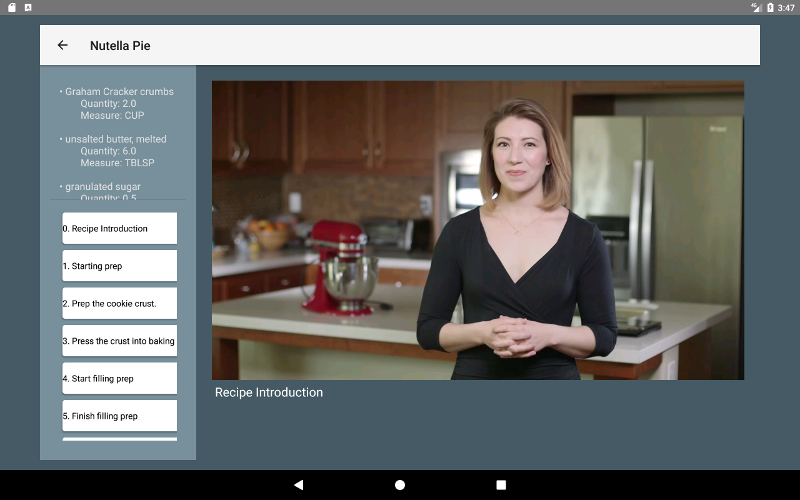 3:47
Nutella Pie
• Graham Cracker crumbs
Quantity: 2.0
Measure: CUP
• unsalted butter, melted
Quantity: 6.0
Measure: TBLSP
• granulated sugar
Quantity: 0.5
0. Recipe Introduction
1. Starting prep
2. Prep the cookie crust.
3. Press the crust into baking
4. Start filling prep
5. Finish filling prep
Recipe Introduction